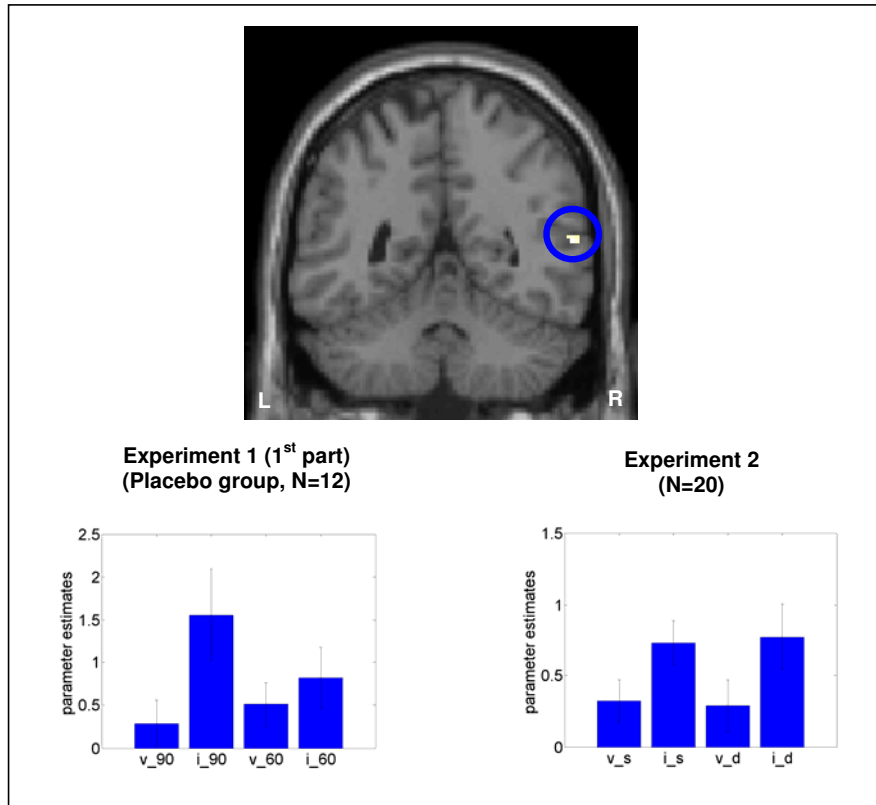 L
R
Experiment 1 (1st part)
(Placebo group, N=12)
2.5
2
1.5
1
0.5
0
parameter estimates
v_90 i_90 v_60 i_60
Experiment 2
(N=20)
1.5
1
0.5
0
parameter estimates
v_s i_s v_d i_d